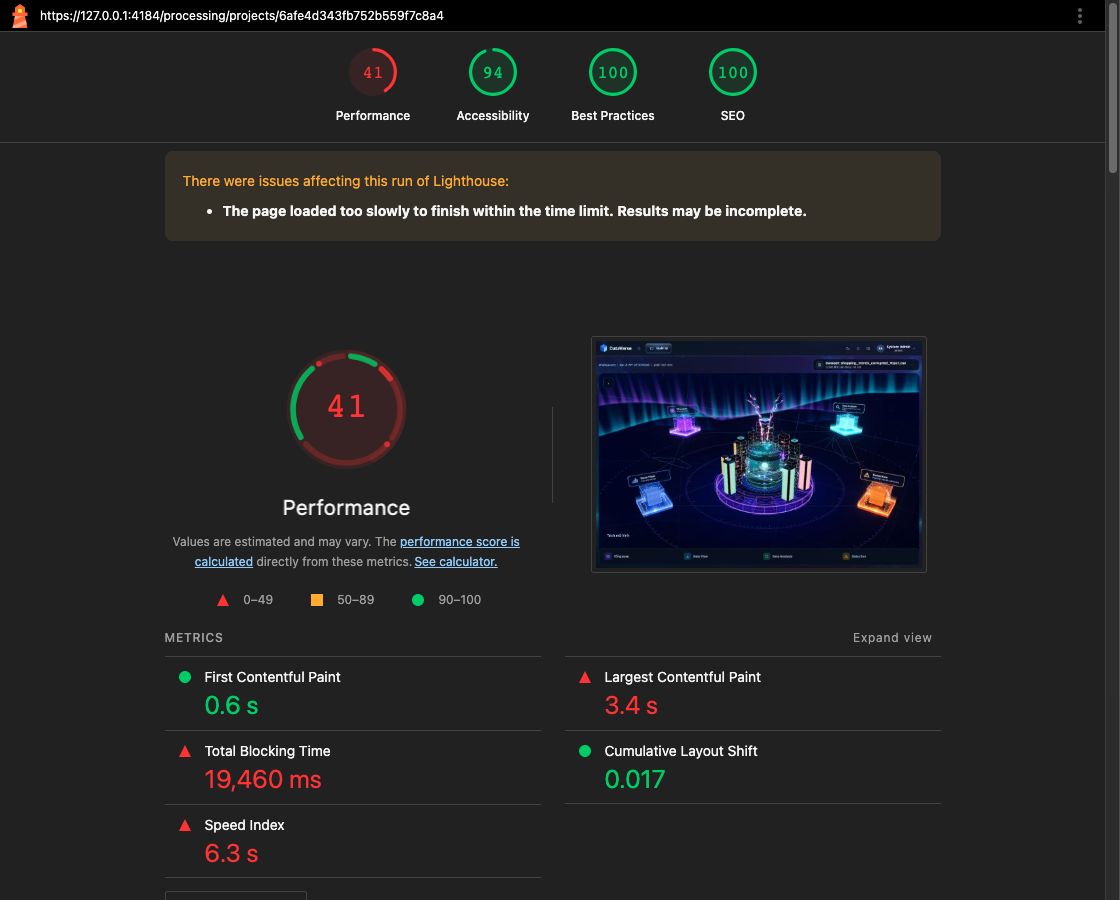 https://127.0.0.1:4184/processing/projects/6afe4d343fb752b559f7c8a4
41
94
100
100
Performance
Accessibility
Best Practices
SEO
There were issues affecting this run of Lighthouse:
The page loaded too slowly to finish within the time limit. Results may be incomplete.
41
DataVerse
Performance
Values are estimated and may vary. The performance score is
calculated directly from these metrics. See calculator.
0–49
50–89
90–100
METRICS
Expand view
First Contentful Paint
0.6 s
Largest Contentful Paint
3.4 s
Total Blocking Time
19,460 ms
Cumulative Layout Shift
0.017
Speed Index
6.3 s